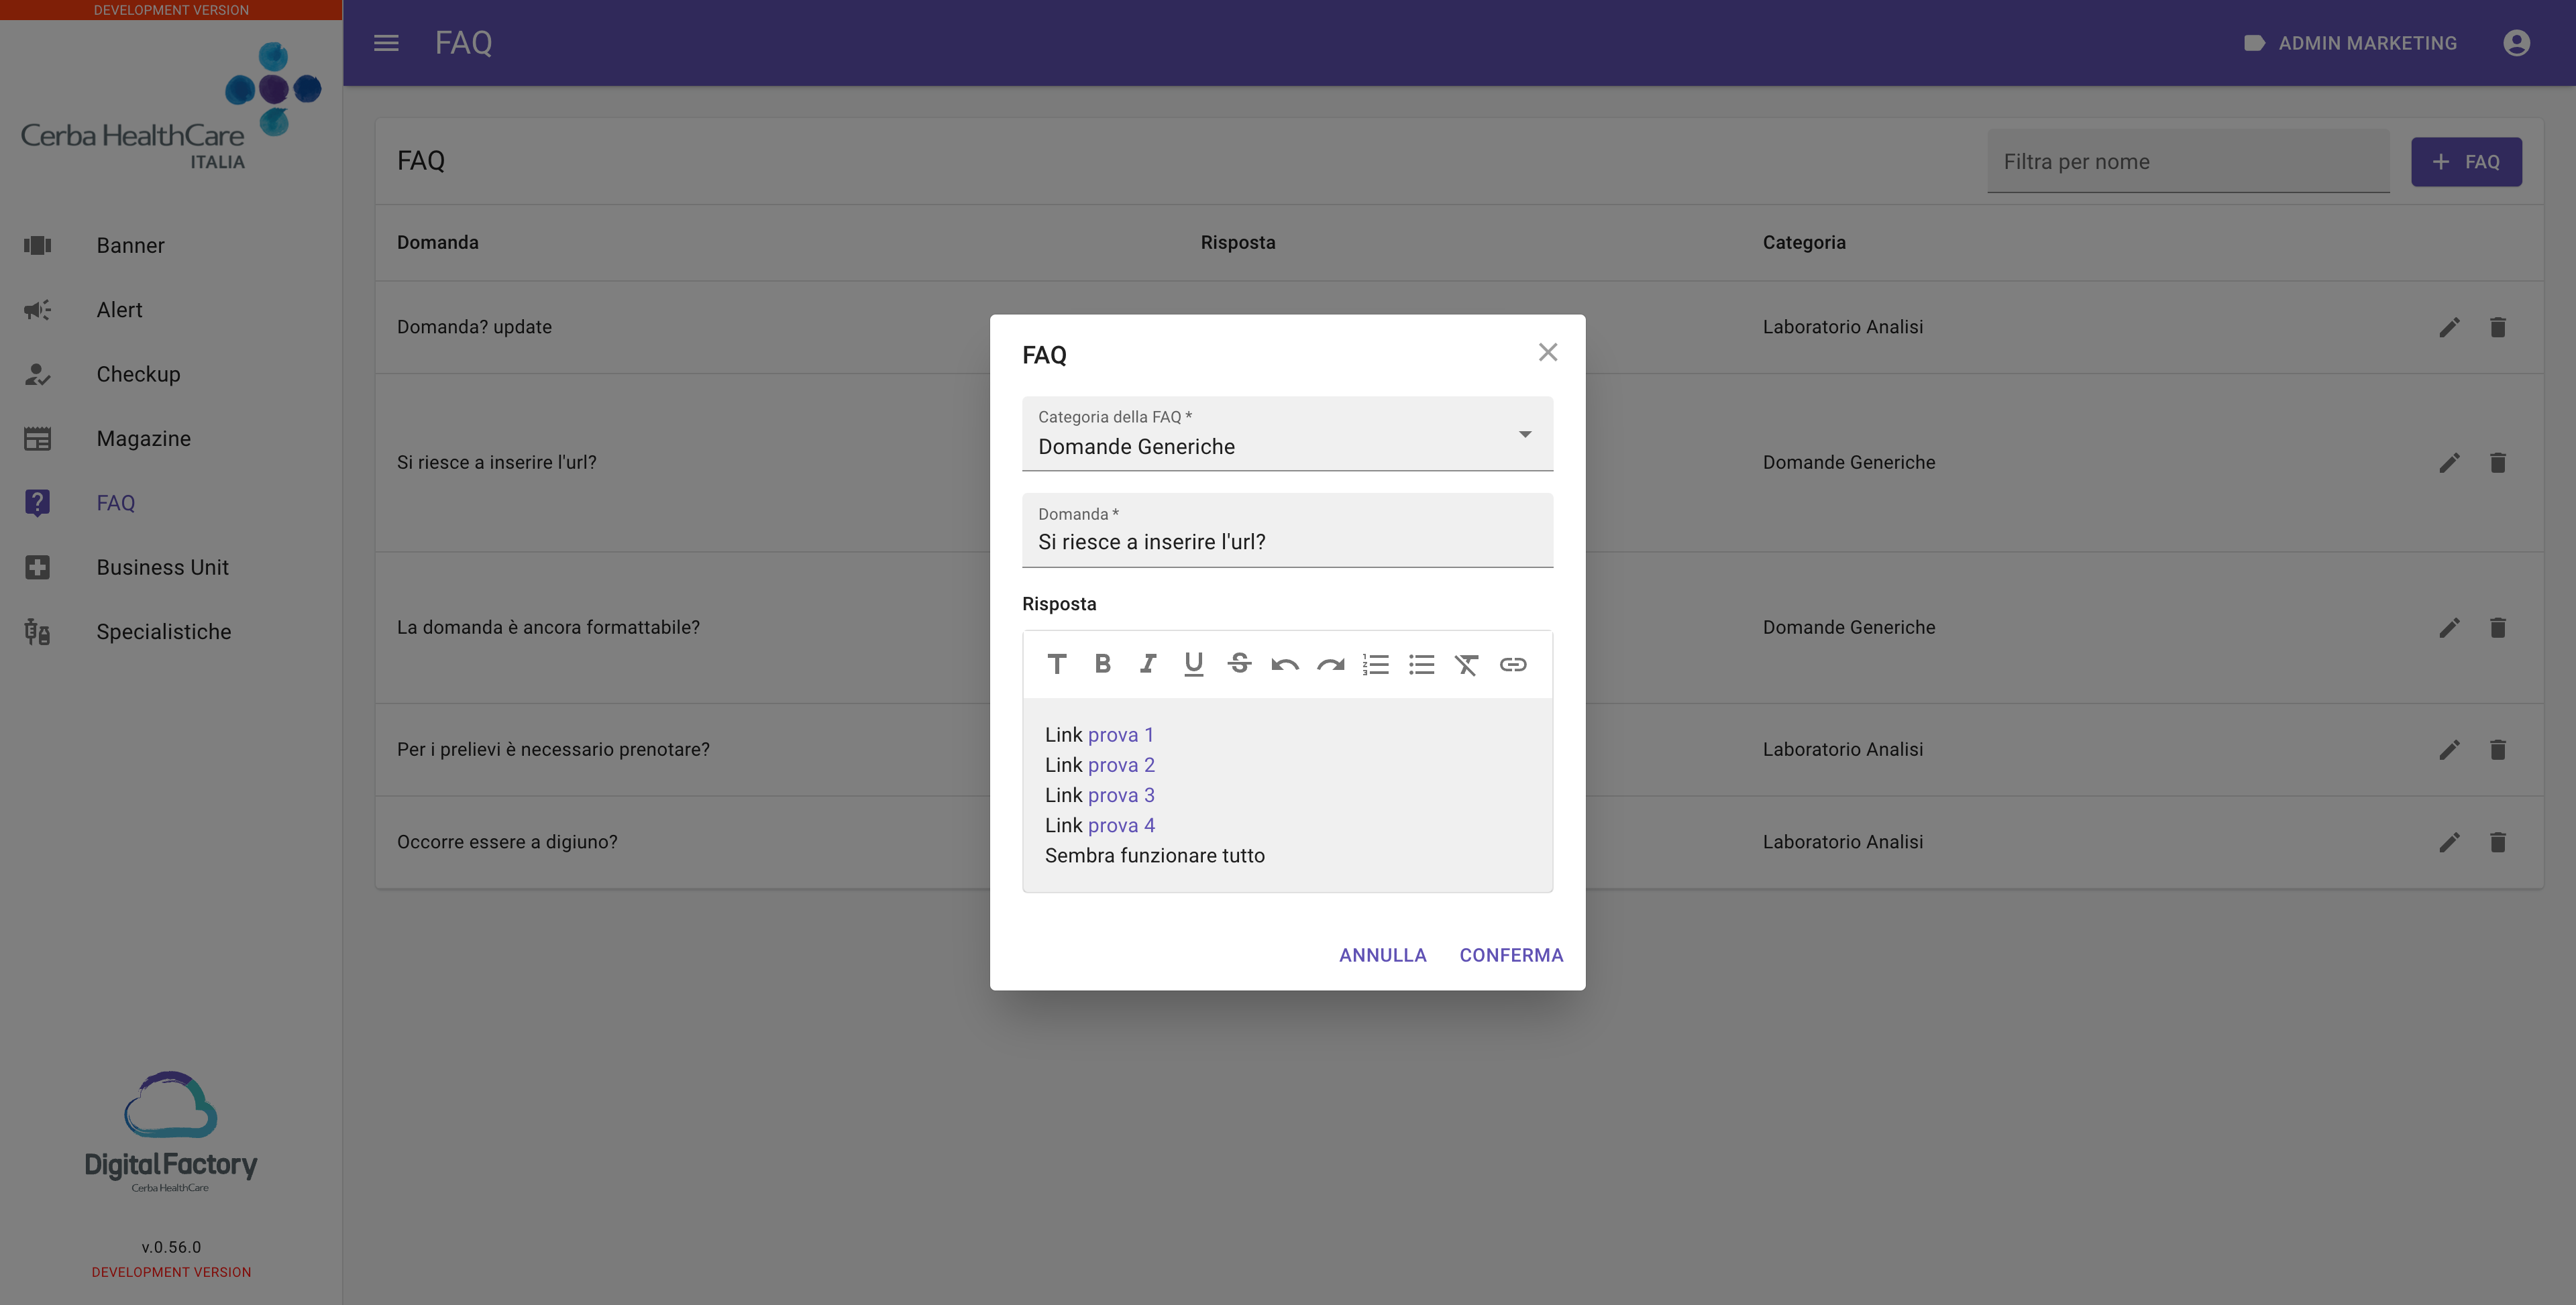 DEVELOPMENT VERSION
Cerba HealthCare
ITALIA
Banner
Alert
Checkup
Magazine
FAQ
Business Unit
Specialistiche
DigitalFactory
Cerba HealthCare
v.0.56.0
DEVELOPMENT VERSION
FAQ
ADMIN MARKETING
FAQ
Filtra per nome
+ FAQ
Domanda Risposta Categoria
Domanda? update Laboratorio Analisi
Si riesce a inserire l'url? Domande Generiche
La domanda è ancora formattabile? Domande Generiche
Per i prelievi è necessario prenotare? Laboratorio Analisi
Occorre essere a digiuno? Laboratorio Analisi
FAQ
Categoria della FAQ *
Domande Generiche
Domanda *
Si riesce a inserire l'url?
Risposta
Link prova 1
Link prova 2
Link prova 3
Link prova 4
Sembra funzionare tutto
ANNULLA CONFERMA